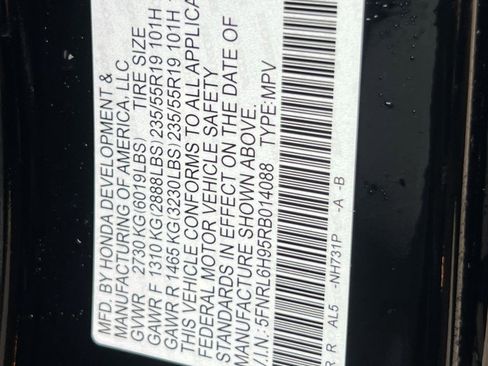 MFD. BY HONDA DEVELOPMENT &
MANUFACTURING OF AMERICA, LLC.
GVWR 2730 KG(6019LBS) TIRE SIZE
GAWR F 1310 KG(2888LBS)235/55R19 101H
GAWR R 1465 KG(3230LBS)235/55R19 101H
THIS VEHICLE CONFORMS TO ALL APPLICA
FEDERAL MOTOR VEHICLE SAFETY
STANDARDS IN EFFECT ON THE DATE OF
MANUFACTURE SHOWN ABOVE.
V.I.N.:5FNRL6H95RB014088 TYPE:MPV
R R AL5 -NH731P -A -B